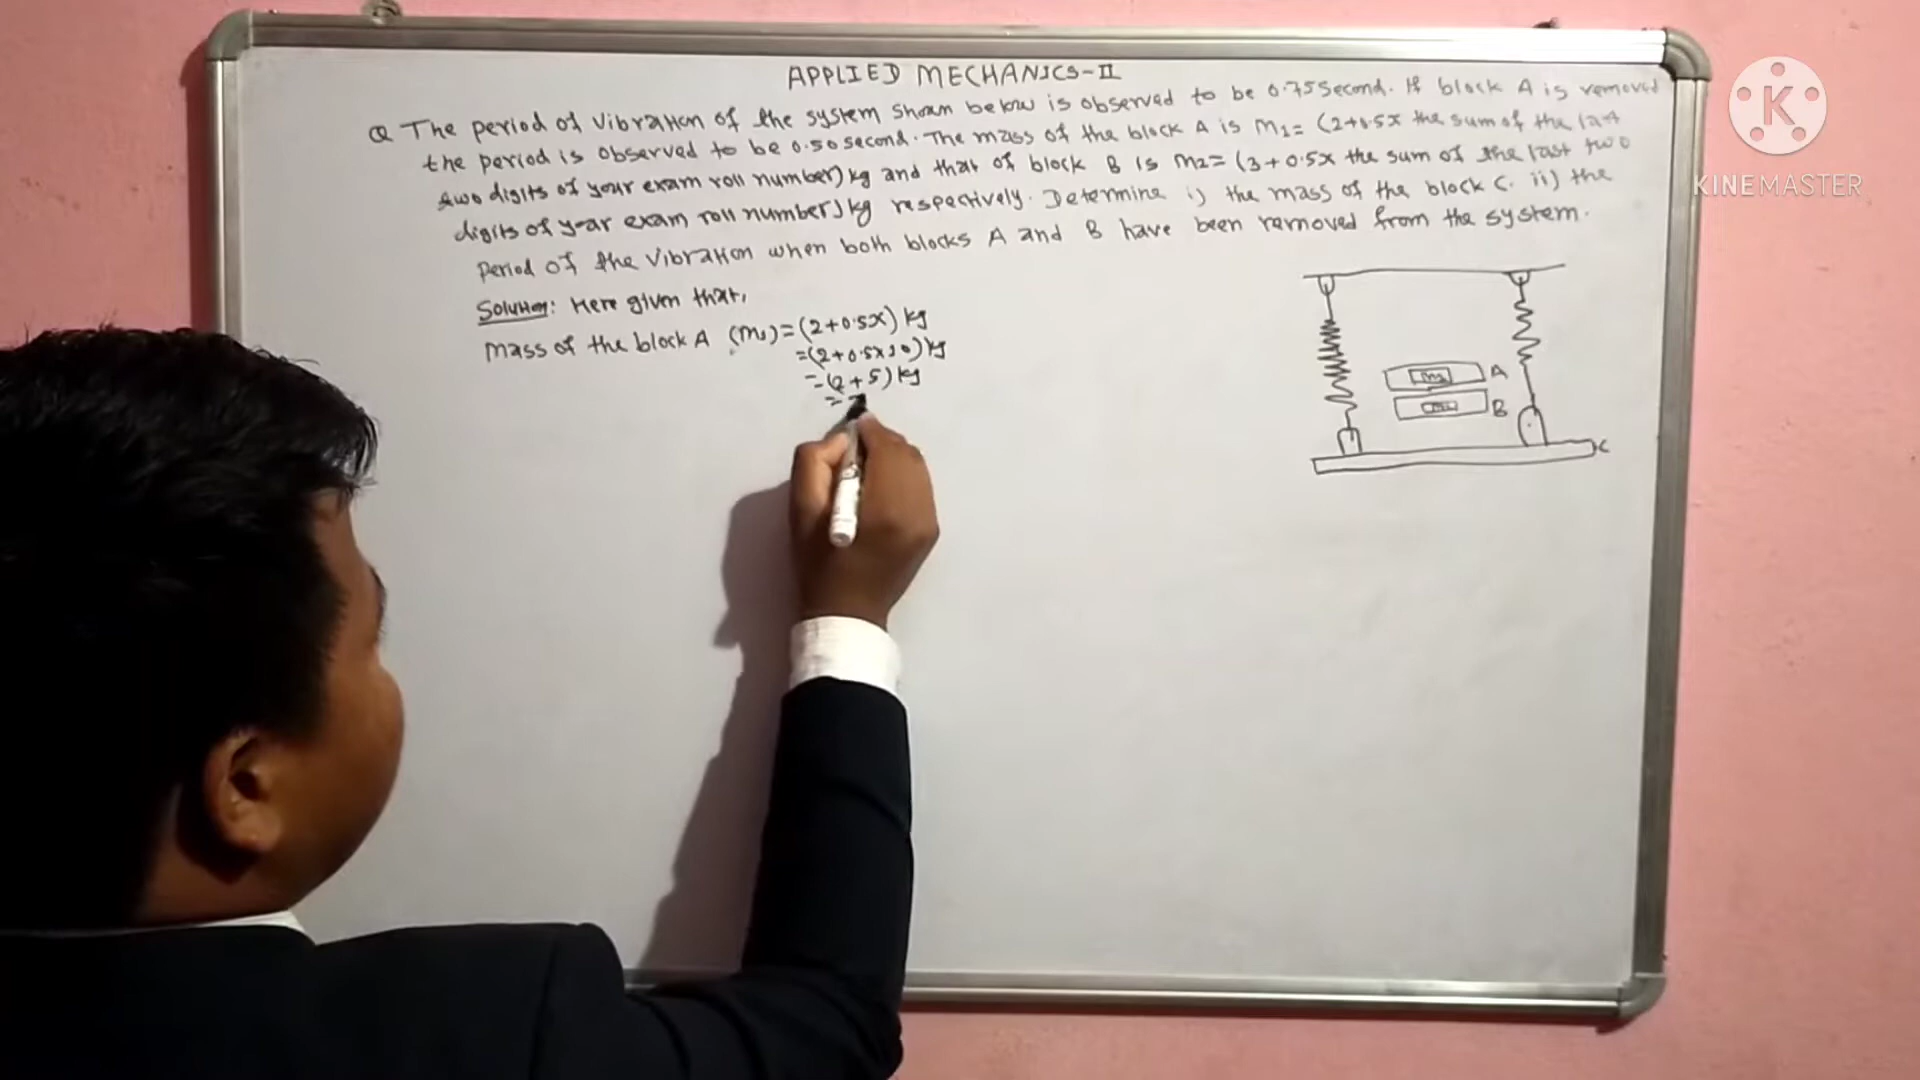 APPLIED MECHANICS-II
Q The period of vibration of the system shown below is observed to be 0.75 second. If block A is removed
the period is observed to be 0.50 second. The mass of the block A is m1 = (2+0.5x the sum of the last
two digits of your exam roll number) kg and that of block B is m2 = (3+0.5x the sum of the last two
digits of your exam roll number) kg respectively. Determine i) the mass of the block C. ii) the
period of the vibration when both blocks A and B have been removed from the system.
Solution: Here given that,
mass of the block A (m1) = (2+0.5x) kg
= (2+0.5x10) kg
= (2+5) kg
=
A
B
C
K
KINEMASTER